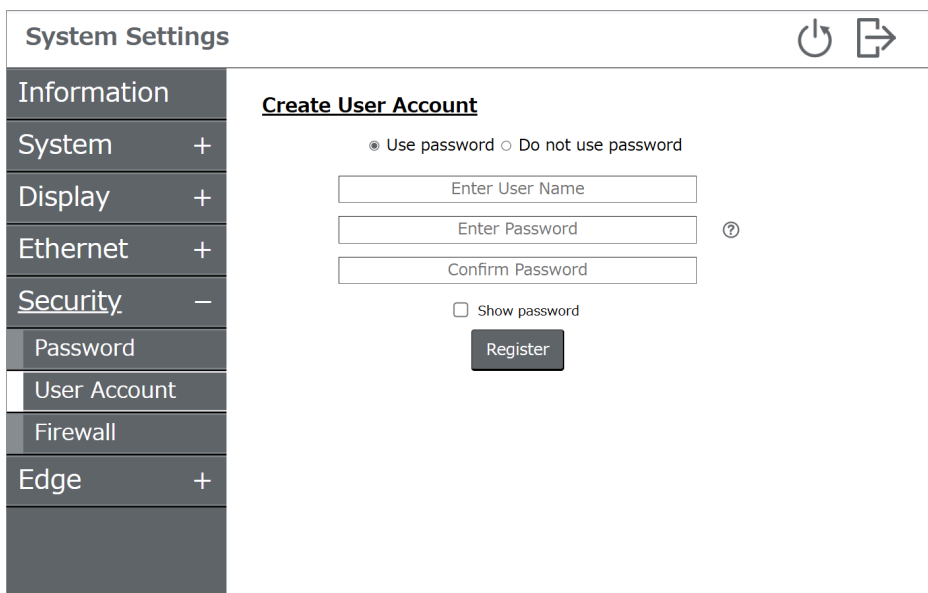 System Settings
Information
System +
Display +
Ethernet +
Security −
Password
User Account
Firewall
Edge +
Create User Account
Use password Do not use password
Enter User Name
Enter Password ?
Confirm Password
Show password
Register